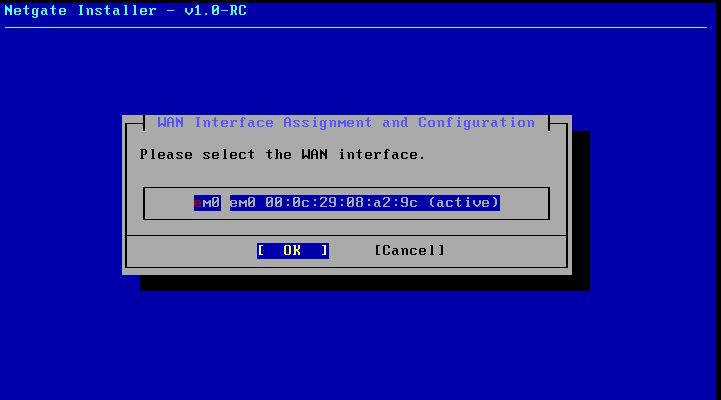 Netgate Installer - v1.0-RC
WAN Interface Assignment and Configuration
Please select the WAN interface.
em0 em0 00:0c:29:08:a2:9c (active)
[  OK  ] [Cancel]